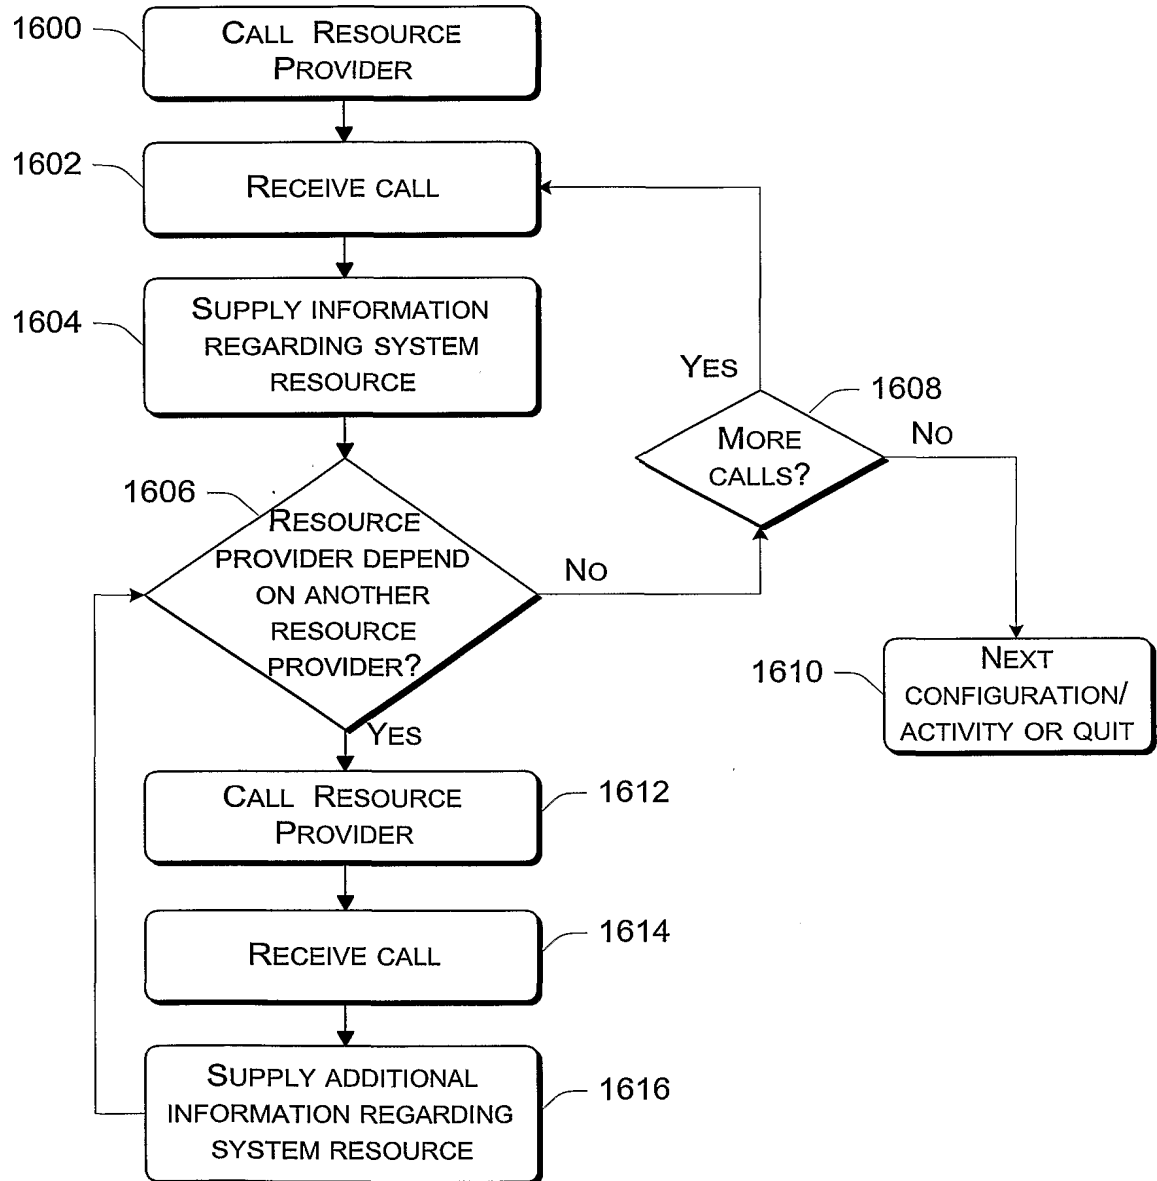 1600
CALL RESOURCE
PROVIDER
1602
RECEIVE CALL
1604
SUPPLY INFORMATION
REGARDING SYSTEM
RESOURCE
YES
1608
MORE
CALLS?
NO
1606
RESOURCE
PROVIDER DEPEND
ON ANOTHER
RESOURCE
PROVIDER?
NO
YES
1610
NEXT
CONFIGURATION/
ACTIVITY OR QUIT
CALL RESOURCE
PROVIDER
1612
RECEIVE CALL
1614
SUPPLY ADDITIONAL
INFORMATION REGARDING
SYSTEM RESOURCE
1616